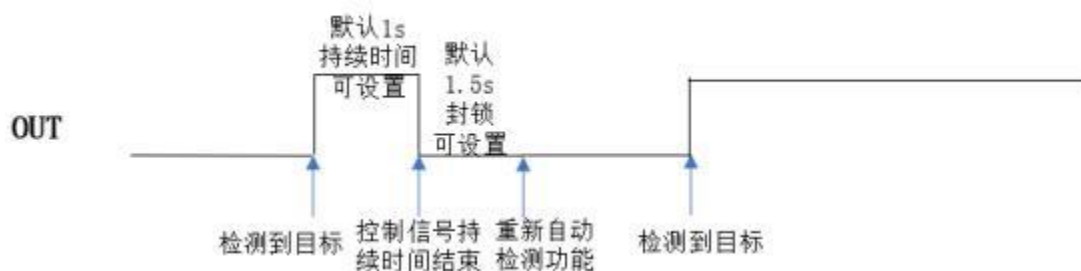 默认1s
持续时间
可设置
默认
1.5s
封锁
可设置
OUT
检测到目标
控制信号持
续时间结束
重新自动
检测功能
检测到目标